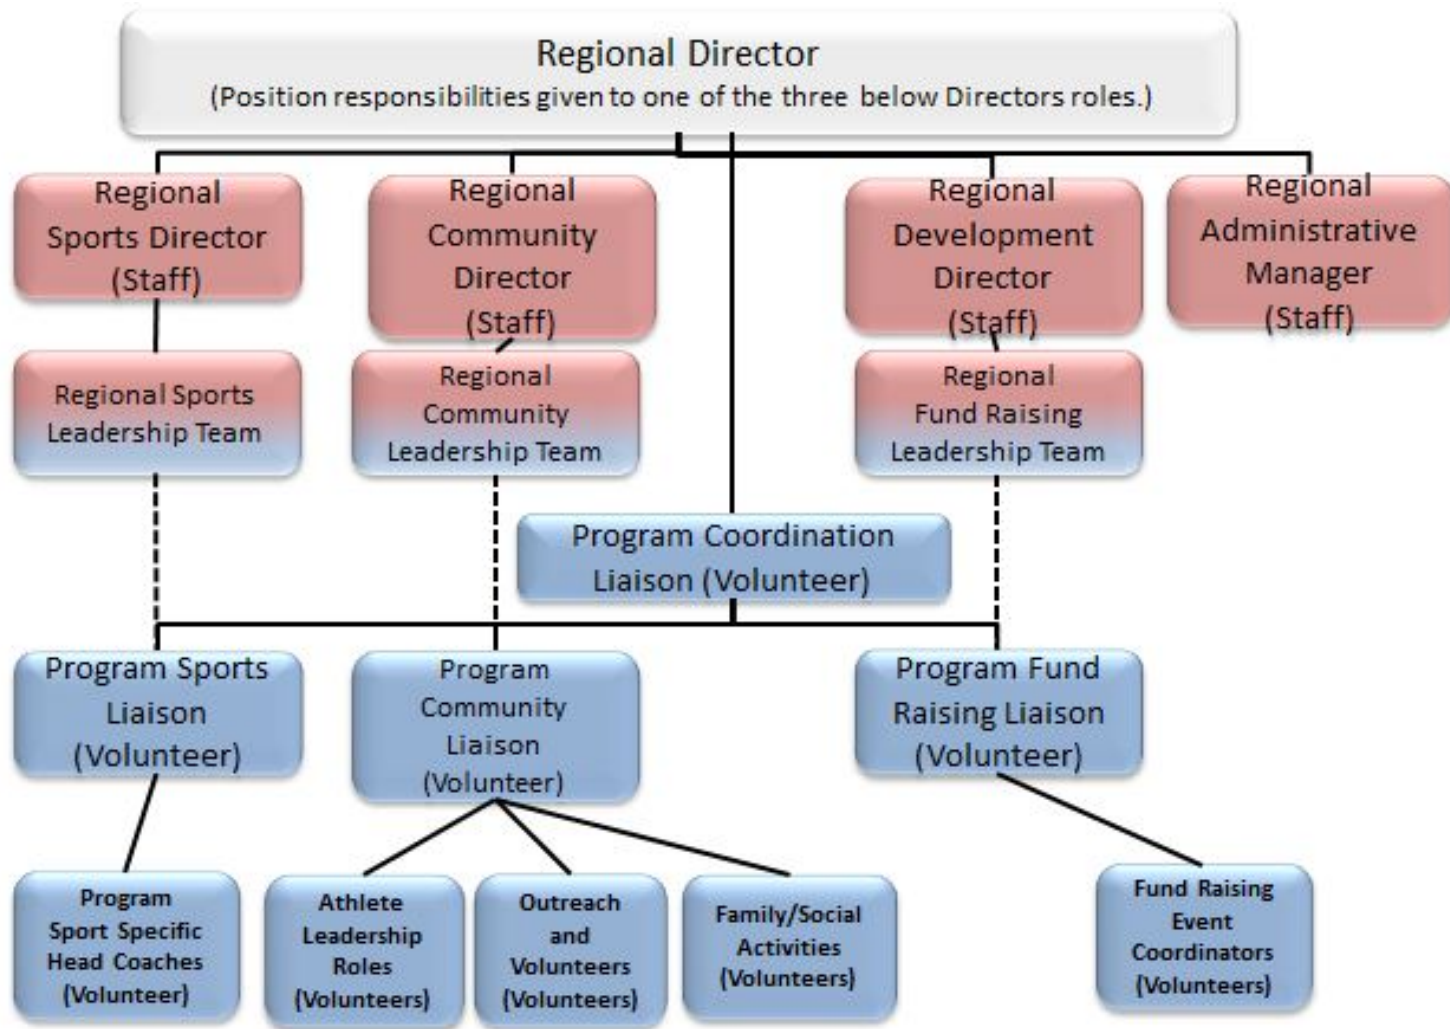 Regional Director
(Position responsibilities given to one of the three below Directors roles.)
Regional
Sports Director
(Staff)
Regional
Community
Director
(Staff)
Regional
Development
Director
(Staff)
Regional
Administrative
Manager
(Staff)
Regional Sports
Leadership Team
Regional
Community
Leadership Team
Regional
Fund Raising
Leadership Team
Program Coordination
Liaison (Volunteer)
Program Sports
Liaison
(Volunteer)
Program
Community
Liaison
(Volunteer)
Program Fund
Raising Liaison
(Volunteer)
Program
Sport Specific
Head Coaches
(Volunteer)
Athlete
Leadership
Roles
(Volunteers)
Outreach
and
Volunteers
(Volunteers)
Family/Social
Activities
(Volunteers)
Fund Raising
Event
Coordinators
(Volunteers)